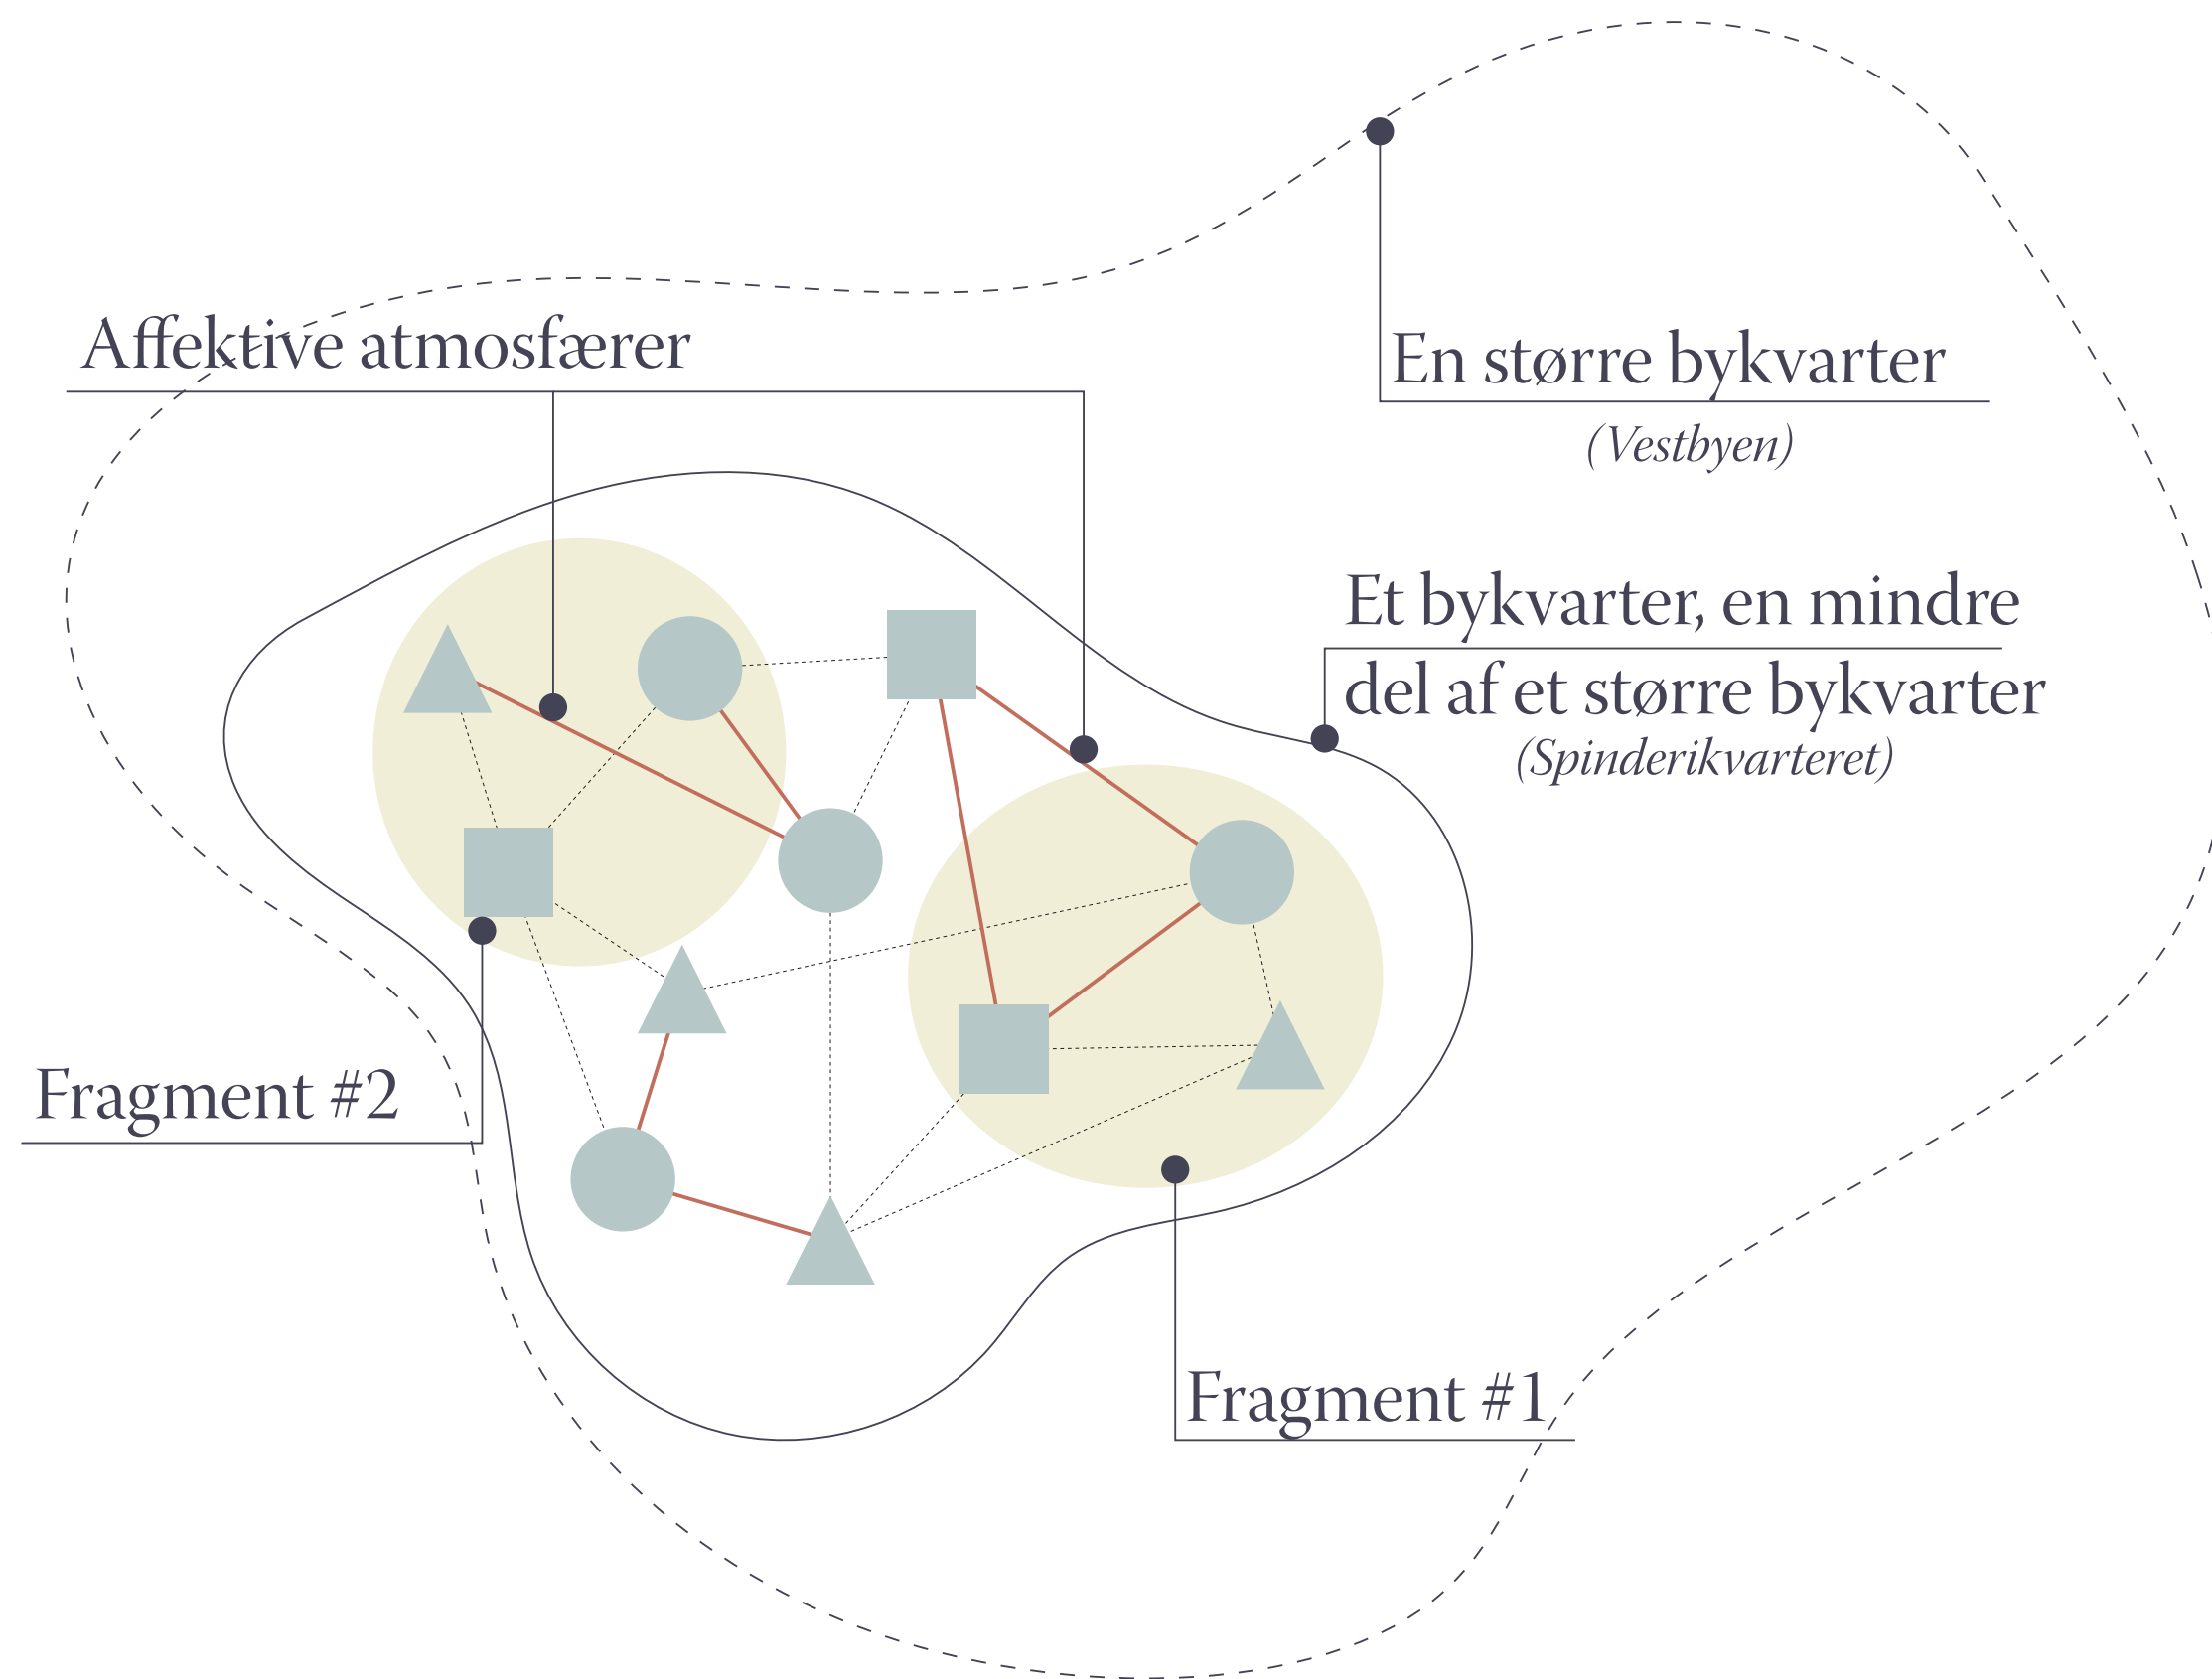 Affektive atmosfærer
En større bykvarter
(Vestbyen)
Et bykvarter, en mindre
del af et større bykvarter
(Spinderikvarteret)
Fragment #2
Fragment #1